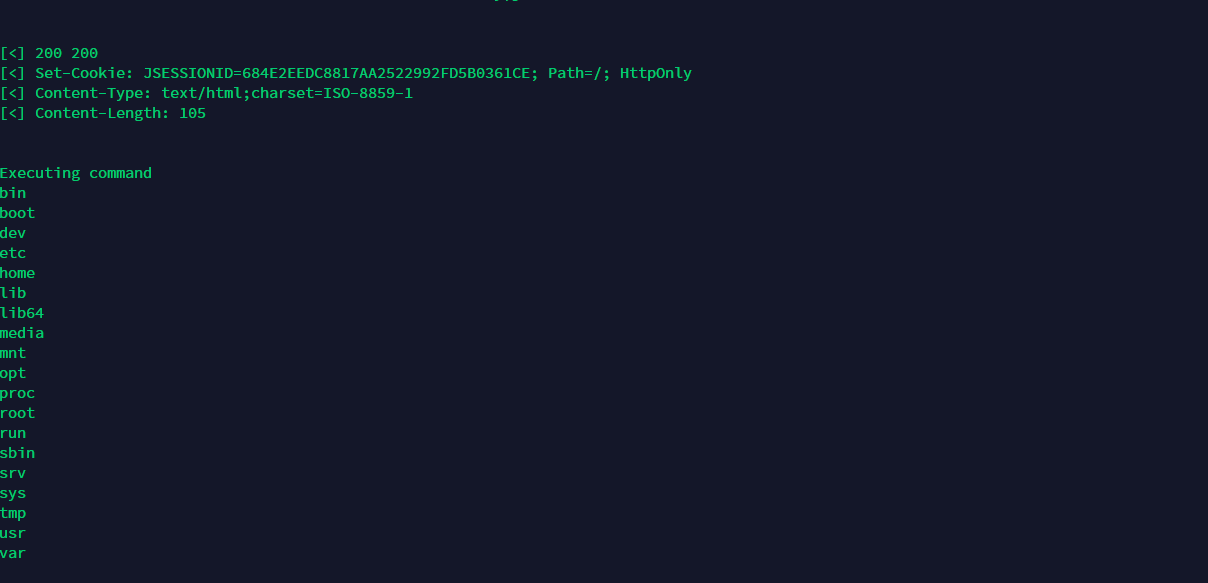 [<] 200 200
[<] Set-Cookie: JSESSIONID=684E2EEDC8817AA2522992FD5B0361CE; Path=/; HttpOnly
[<] Content-Type: text/html;charset=ISO-8859-1
[<] Content-Length: 105
Executing command
bin
boot
dev
etc
home
lib
lib64
media
mnt
opt
proc
root
run
sbin
srv
sys
tmp
usr
var